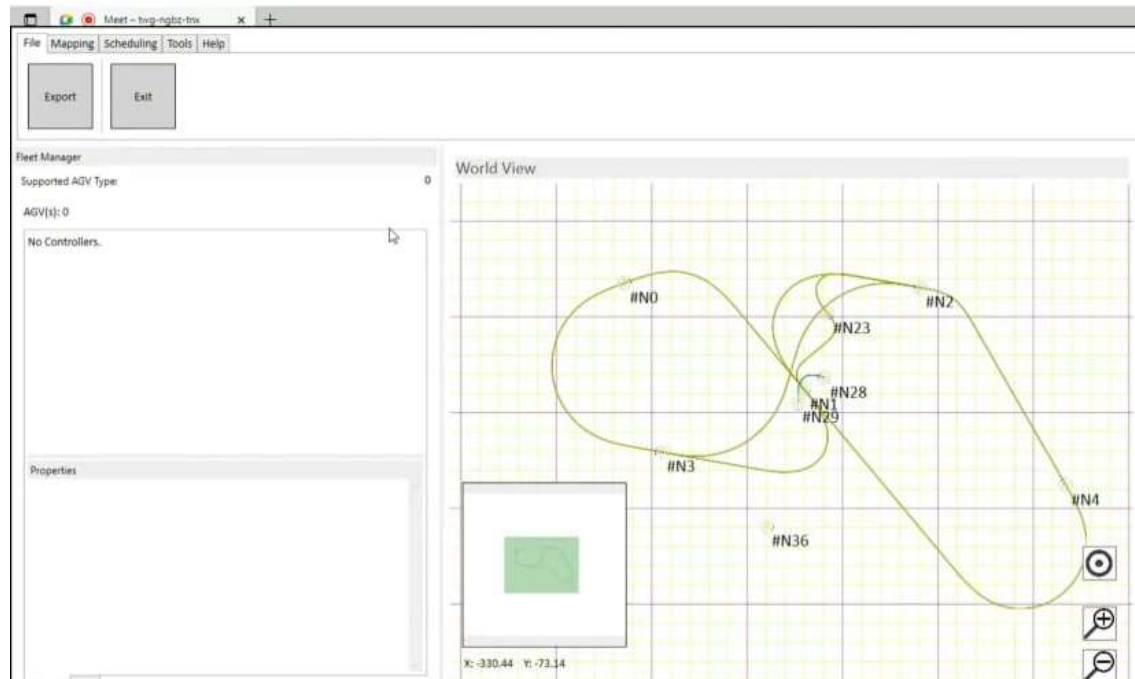 Meet – twg-ngbz-tnx
File Mapping Scheduling Tools Help
Export Exit
Fleet Manager
Supported AGV Type: 0
AGV(s): 0
No Controllers.
Properties
World View
#N0
#N2
#N23
#N28
#N1
#N29
#N3
#N4
#N36
X: -330.44 Y: -73.14